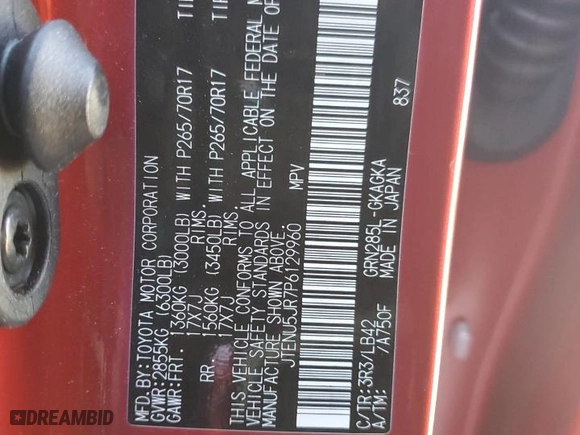 MFD.BY:TOYOTA MOTOR CORPORATION
GVWR:2855KG (6300LB)
GAWR:FRT. 1360KG (3000LB) WITH P265/70R17
17X7J RIMS,
RR. 1560KG (3450LB) WITH P265/70R17
17X7J RIMS,
THIS VEHICLE CONFORMS TO ALL APPLICABLE FEDERAL
VEHICLE SAFETY STANDARDS IN EFFECT ON THE DATE OF
MANUFACTURE SHOWN ABOVE.
JTENU5JR7P6129960 MPV
C/TR:3R3/LB42 GRN285L-GKAGKA 837
A/TM: /A750F MADE IN JAPAN
DREAMBID